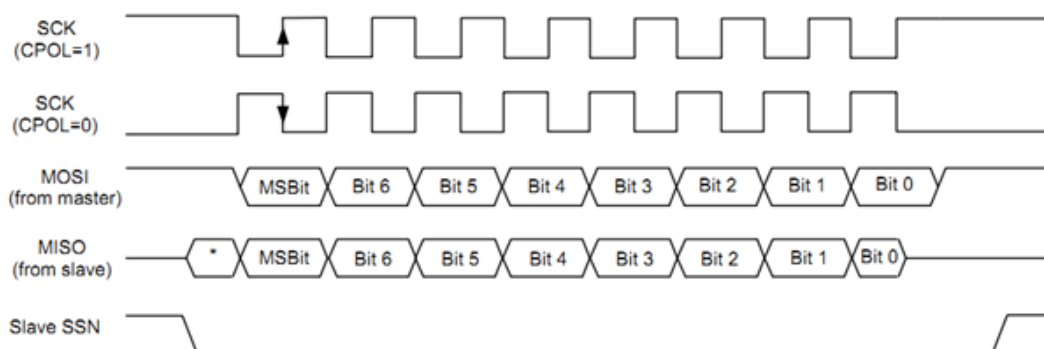 SCK
(CPOL=1)
SCK
(CPOL=0)
MOSI
(from master)
MSBit Bit 6 Bit 5 Bit 4 Bit 3 Bit 2 Bit 1 Bit 0
MISO
(from slave)
* MSBit Bit 6 Bit 5 Bit 4 Bit 3 Bit 2 Bit 1 Bit 0
Slave SSN